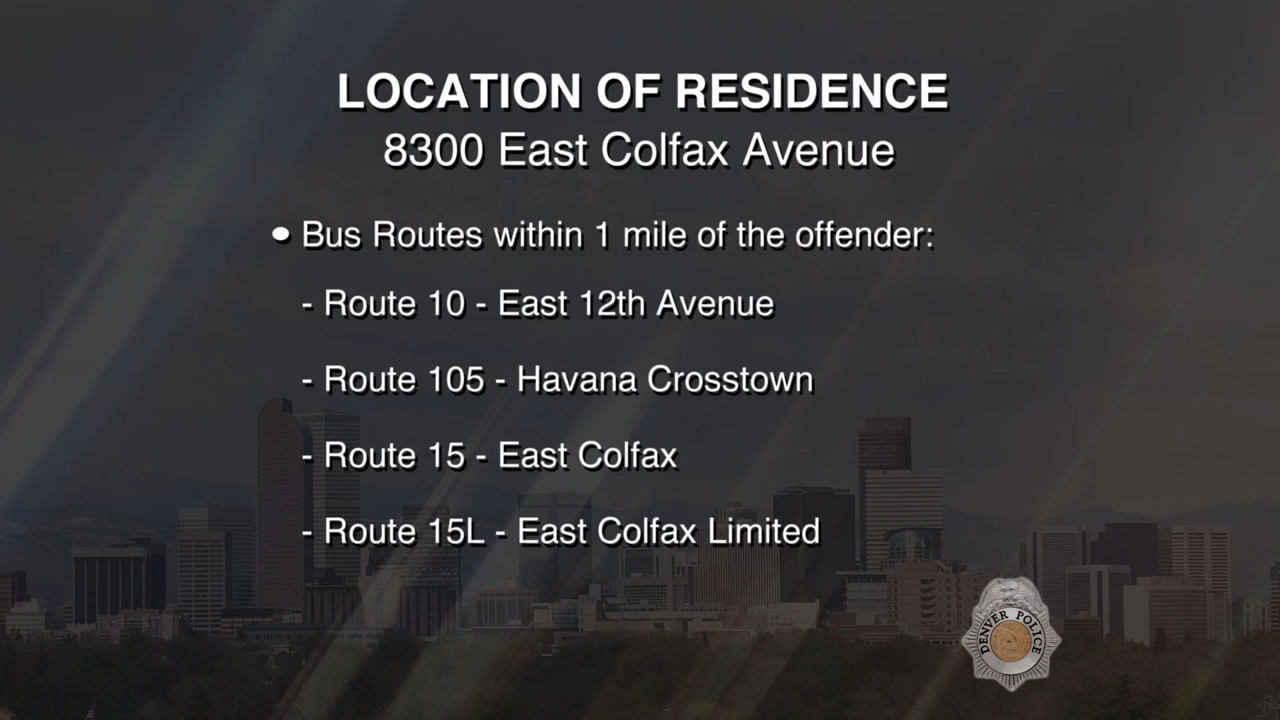 LOCATION OF RESIDENCE
8300 East Colfax Avenue
• Bus Routes within 1 mile of the offender:
- Route 10 - East 12th Avenue
- Route 105 - Havana Crosstown
- Route 15 - East Colfax
- Route 15L - East Colfax Limited
DENVER POLICE